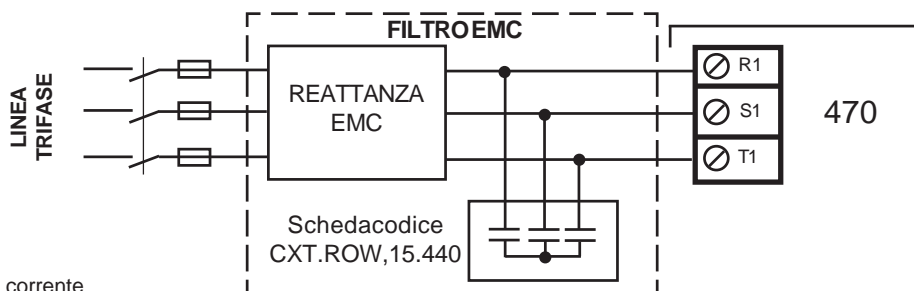 FILTROEMC
LINEA
TRIFASE
REATTANZA
EMC
R1
S1
T1
470
Schedacodice
CXT.ROW,15.440
corrente